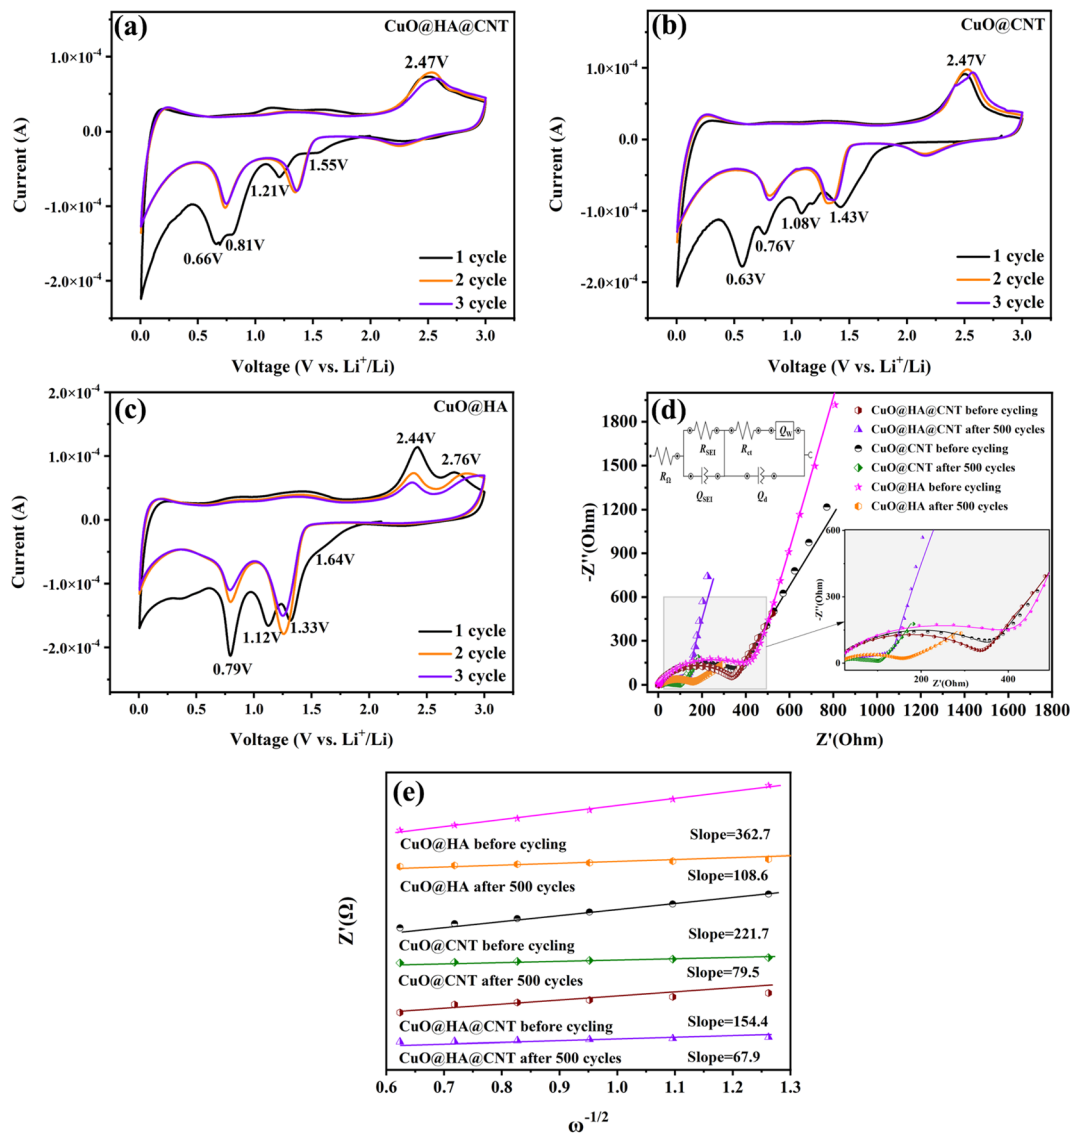 (a)
CuO@HA@CNT
2.47V
1.0×10⁻⁴
0.0
-1.0×10⁻⁴
-2.0×10⁻⁴
Current (A)
1.55V
1.21V
0.81V
0.66V
1 cycle
2 cycle
3 cycle
0.0 0.5 1.0 1.5 2.0 2.5 3.0
Voltage (V vs. Li⁺/Li)
(b)
CuO@CNT
2.47V
1.0×10⁻⁴
0.0
-1.0×10⁻⁴
-2.0×10⁻⁴
Current (A)
1.43V
1.08V
0.76V
0.63V
1 cycle
2 cycle
3 cycle
0.0 0.5 1.0 1.5 2.0 2.5 3.0
Voltage (V vs. Li⁺/Li)
(c)
CuO@HA
2.0×10⁻⁴
1.0×10⁻⁴
0.0
-1.0×10⁻⁴
-2.0×10⁻⁴
Current (A)
2.44V
2.76V
1.64V
1.33V
1.12V
0.79V
1 cycle
2 cycle
3 cycle
0.0 0.5 1.0 1.5 2.0 2.5 3.0
Voltage (V vs. Li⁺/Li)
(d)
CuO@HA@CNT before cycling
CuO@HA@CNT after 500 cycles
CuO@CNT before cycling
CuO@CNT after 500 cycles
CuO@HA before cycling
CuO@HA after 500 cycles
R_Ω
R_SEI
R_ct
Q_W
Q_SEI
Q_d
1800
1500
1200
900
600
300
0
-Z''(Ohm)
600
300
0
-Z''(Ohm)
200 400
Z'(Ohm)
0 200 400 600 800 1000 1200 1400 1600 1800
Z'(Ohm)
(e)
Z'(Ω)
Slope=362.7
CuO@HA before cycling
Slope=108.6
CuO@HA after 500 cycles
Slope=221.7
CuO@CNT before cycling
Slope=79.5
CuO@CNT after 500 cycles
Slope=154.4
CuO@HA@CNT before cycling
Slope=67.9
CuO@HA@CNT after 500 cycles
0.6 0.7 0.8 0.9 1.0 1.1 1.2 1.3
ω⁻¹/²